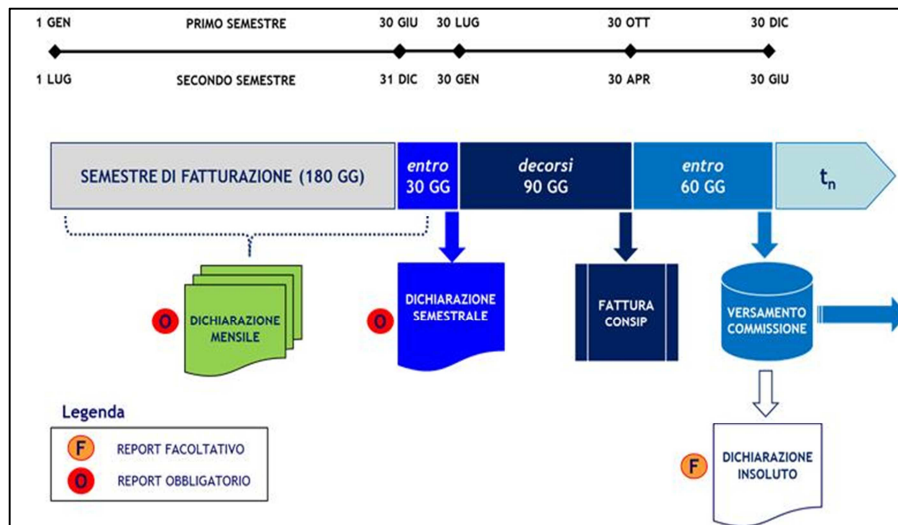 1 GEN
PRIMO SEMESTRE
30 GIU
30 LUG
30 OTT
30 DIC
1 LUG
SECONDO SEMESTRE
31 DIC
30 GEN
30 APR
30 GIU
SEMESTRE DI FATTURAZIONE (180 GG)
entro
30 GG
decorsi
90 GG
entro
60 GG
tn
O
DICHIARAZIONE
MENSILE
O
DICHIARAZIONE
SEMESTRALE
FATTURA
CONSIP
VERSAMENTO
COMMISSIONE
Legenda
F
REPORT FACOLTATIVO
O
REPORT OBBLIGATORIO
F
DICHIARAZIONE
INSOLUTO